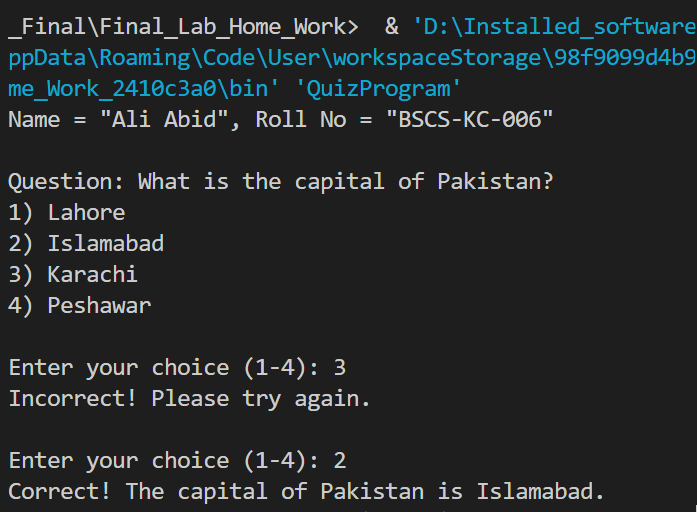 _Final\Final_Lab_Home_Work>  & 'D:\Installed_software
ppData\Roaming\Code\User\workspaceStorage\98f9099d4b9
me_Work_2410c3a0\bin' 'QuizProgram'
Name = "Ali Abid", Roll No = "BSCS-KC-006"
Question: What is the capital of Pakistan?
1) Lahore
2) Islamabad
3) Karachi
4) Peshawar
Enter your choice (1-4): 3
Incorrect! Please try again.
Enter your choice (1-4): 2
Correct! The capital of Pakistan is Islamabad.